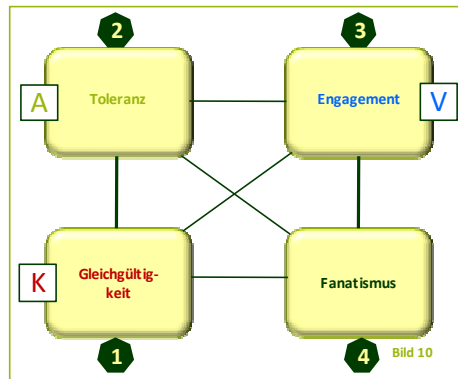 2
3
A
Toleranz
Engagement
V
K
Gleichgültig-
keit
Fanatismus
1
4
Bild 10